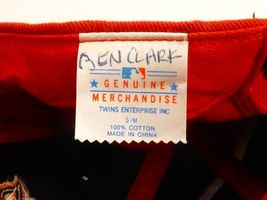 BEN CLARK
GENUINE
MERCHANDISE
TWINS ENTERPRISE INC
S/M
100% COTTON
MADE IN CHINA